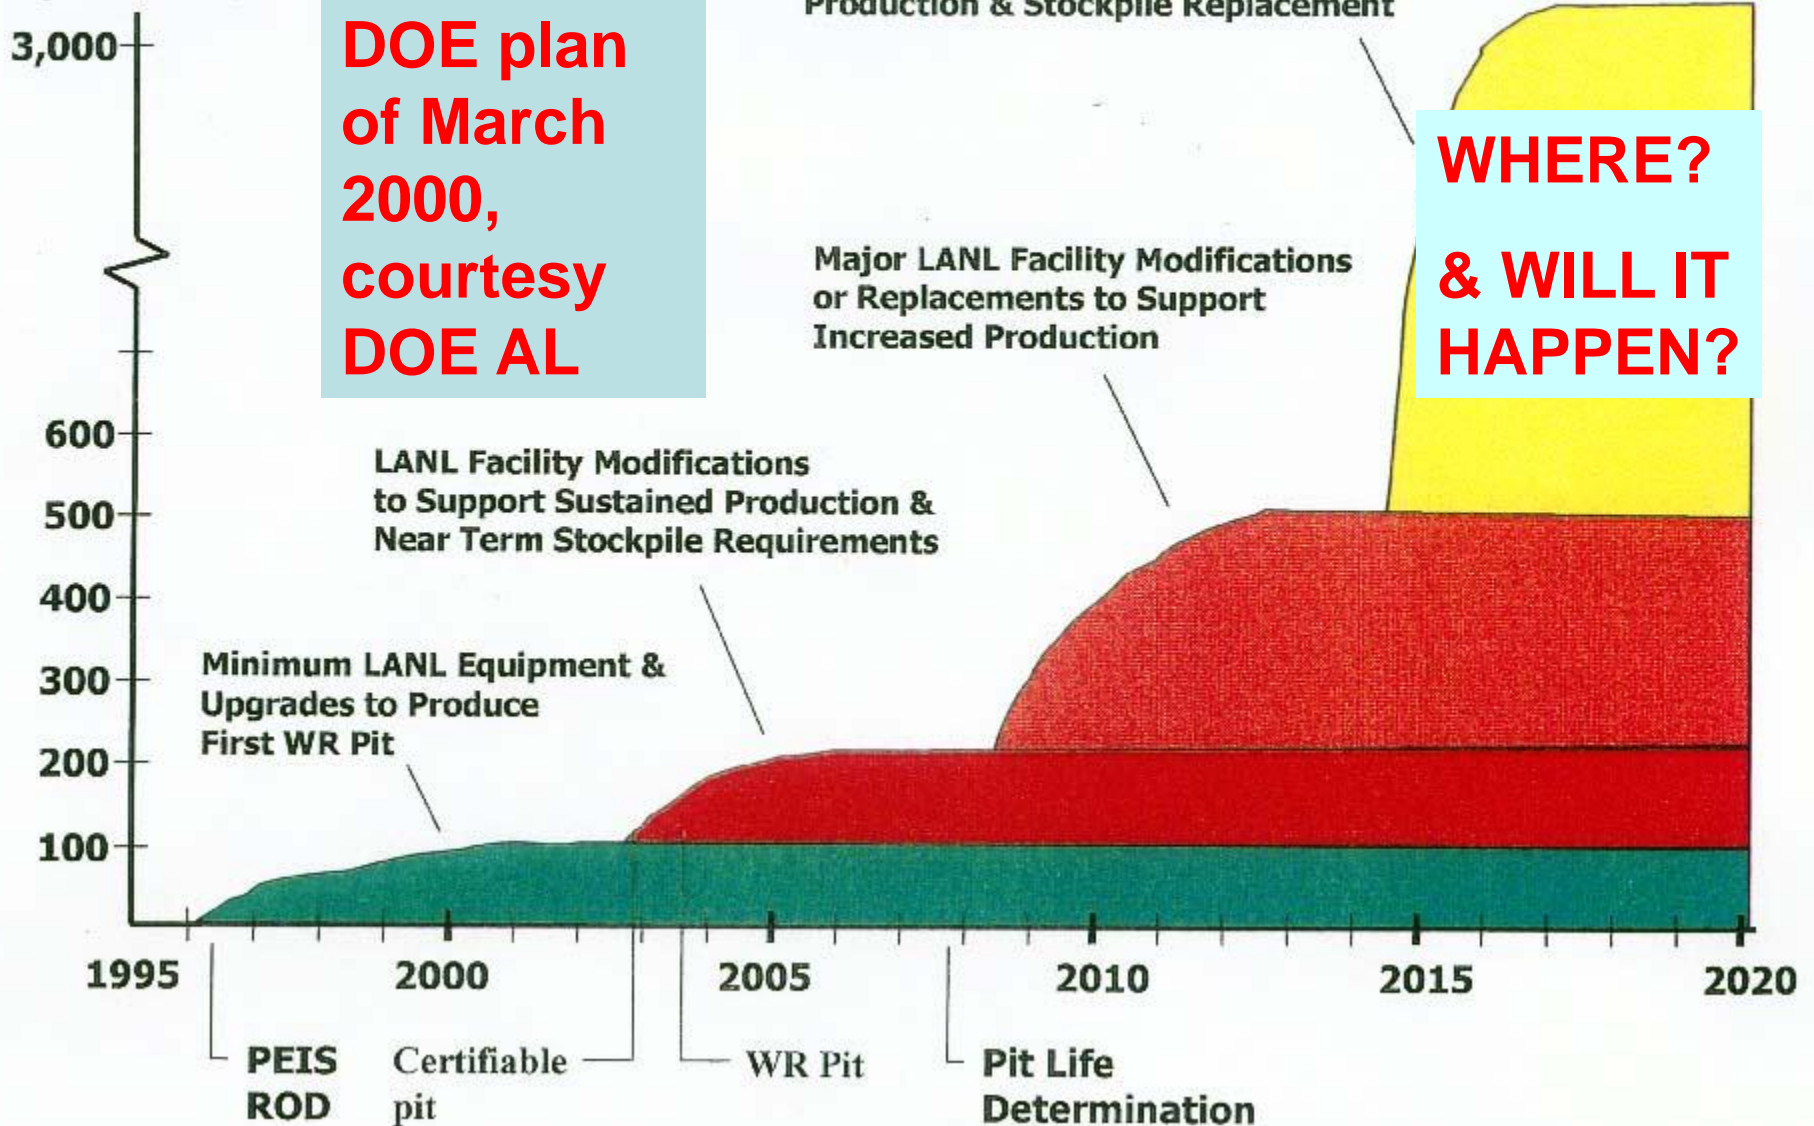 Production & Stockpile Replacement
3,000
DOE plan
of March
2000,
courtesy
DOE AL
WHERE?
& WILL IT
HAPPEN?
Major LANL Facility Modifications
or Replacements to Support
Increased Production
600
LANL Facility Modifications
to Support Sustained Production &
Near Term Stockpile Requirements
500
400
Minimum LANL Equipment &
Upgrades to Produce
First WR Pit
300
200
100
1995 2000 2005 2010 2015 2020
PEIS
ROD
Certifiable
pit
WR Pit
Pit Life
Determination